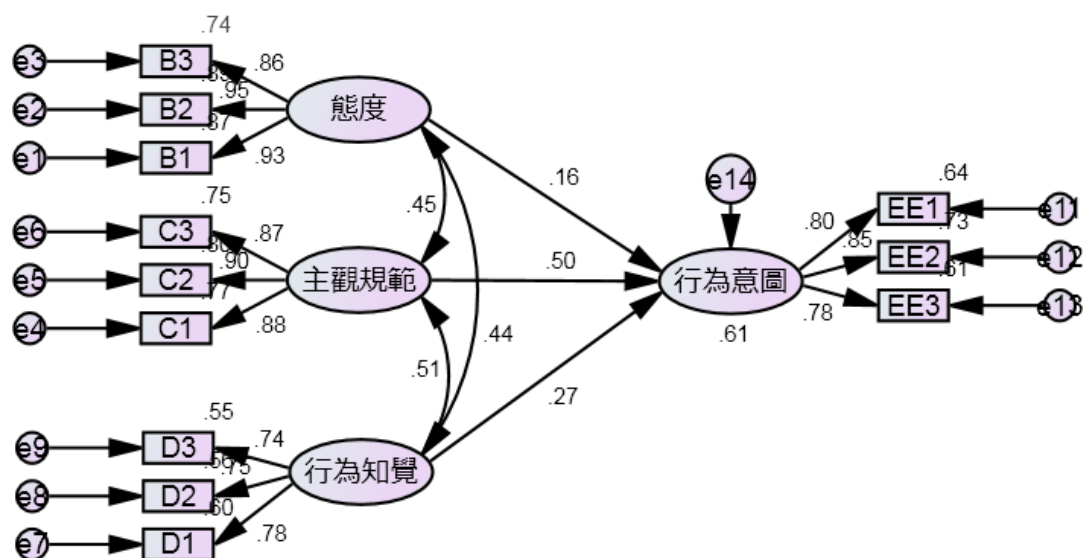 .74
e3 B3 .86
.89 .95
e2 B2 態度
.87
e1 B1 .93
.16 e14 .64
.75 .45 .80 EE1 e11
e6 C3 .87 .73
.90 .50 .85 EE2 e12
e5 C2 主觀規範 行為意圖 .61
.77 .78 EE3 e13
e4 C1 .88 .44 .61
.51
.27
.55
e9 D3 .74
.56 .75
e8 D2 行為知覺
.60
e7 D1 .78